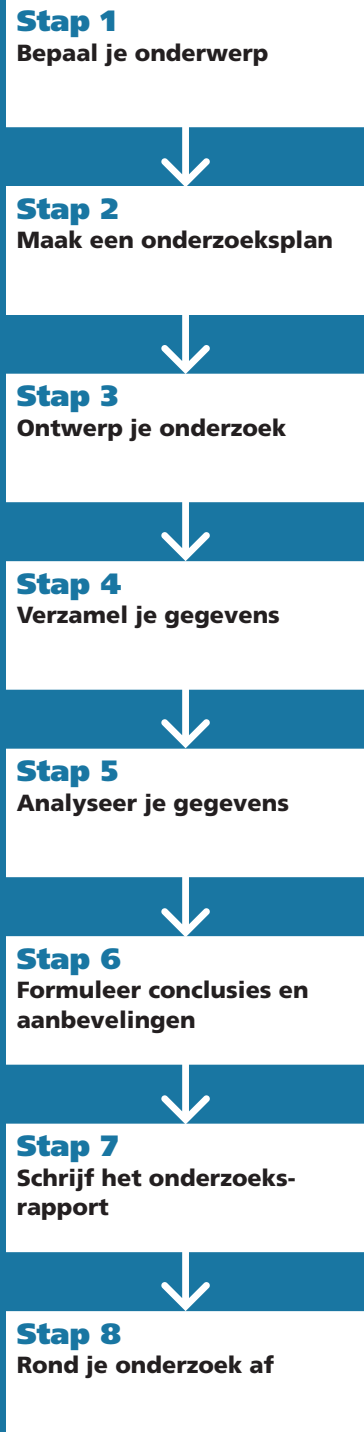 Stap 1
Bepaal je onderwerp
Stap 2
Maak een onderzoeksplan
Stap 3
Ontwerp je onderzoek
Stap 4
Verzamel je gegevens
Stap 5
Analyseer je gegevens
Stap 6
Formuleer conclusies en
aanbevelingen
Stap 7
Schrijf het onderzoeks-
rapport
Stap 8
Rond je onderzoek af